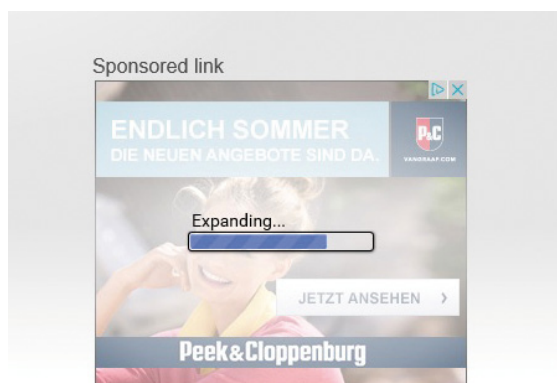 Sponsored link
ENDLICH SOMMER
DIE NEUEN ANGEBOTE SIND DA.
P&C
VANGRAAF.COM
Expanding...
JETZT ANSEHEN
Peek&Cloppenburg